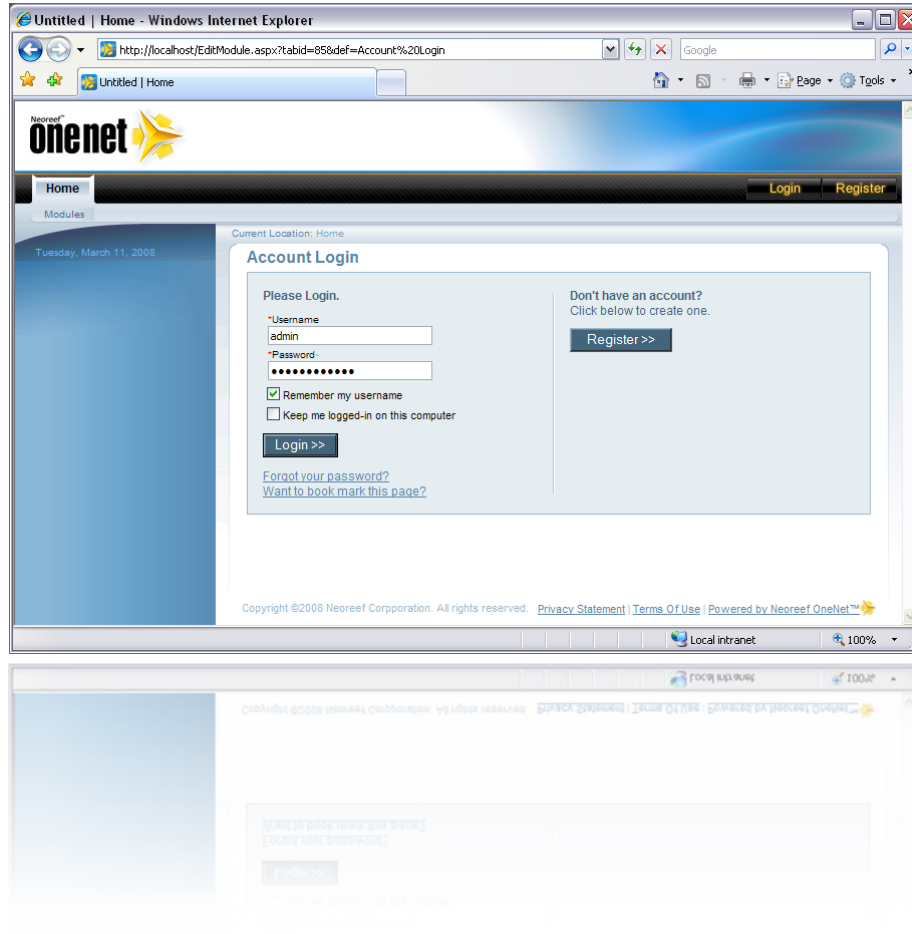 Untitled | Home - Windows Internet Explorer
http://localhost/EditModule.aspx?tabid=85&def=Account%20Login
Google
Untitled | Home
Page
Tools
Neoreef™
onenet
Home
Login
Register
Modules
Tuesday, March 11, 2008
Current Location: Home
Account Login
Please Login.
*Username
admin
*Password
Remember my username
Keep me logged-in on this computer
Login >>
Forgot your password?
Want to book mark this page?
Don't have an account?
Click below to create one.
Register >>
Copyright ©2008 Neoreef Corpporation. All rights reserved. Privacy Statement | Terms Of Use | Powered by Neoreef OneNet™
Local intranet
100%